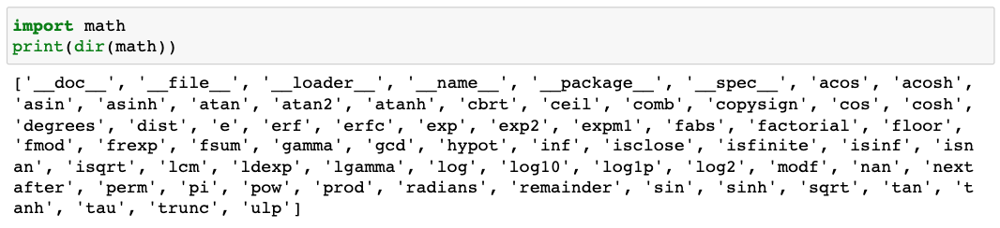 import math
print(dir(math))
['__doc__', '__file__', '__loader__', '__name__', '__package__', '__spec__', 'acos', 'acosh',
'asin', 'asinh', 'atan', 'atan2', 'atanh', 'cbrt', 'ceil', 'comb', 'copysign', 'cos', 'cosh',
'degrees', 'dist', 'e', 'erf', 'erfc', 'exp', 'exp2', 'expm1', 'fabs', 'factorial', 'floor',
'fmod', 'frexp', 'fsum', 'gamma', 'gcd', 'hypot', 'inf', 'isclose', 'isfinite', 'isinf', 'isn
an', 'isqrt', 'lcm', 'ldexp', 'lgamma', 'log', 'log10', 'log1p', 'log2', 'modf', 'nan', 'next
after', 'perm', 'pi', 'pow', 'prod', 'radians', 'remainder', 'sin', 'sinh', 'sqrt', 'tan', 't
anh', 'tau', 'trunc', 'ulp']